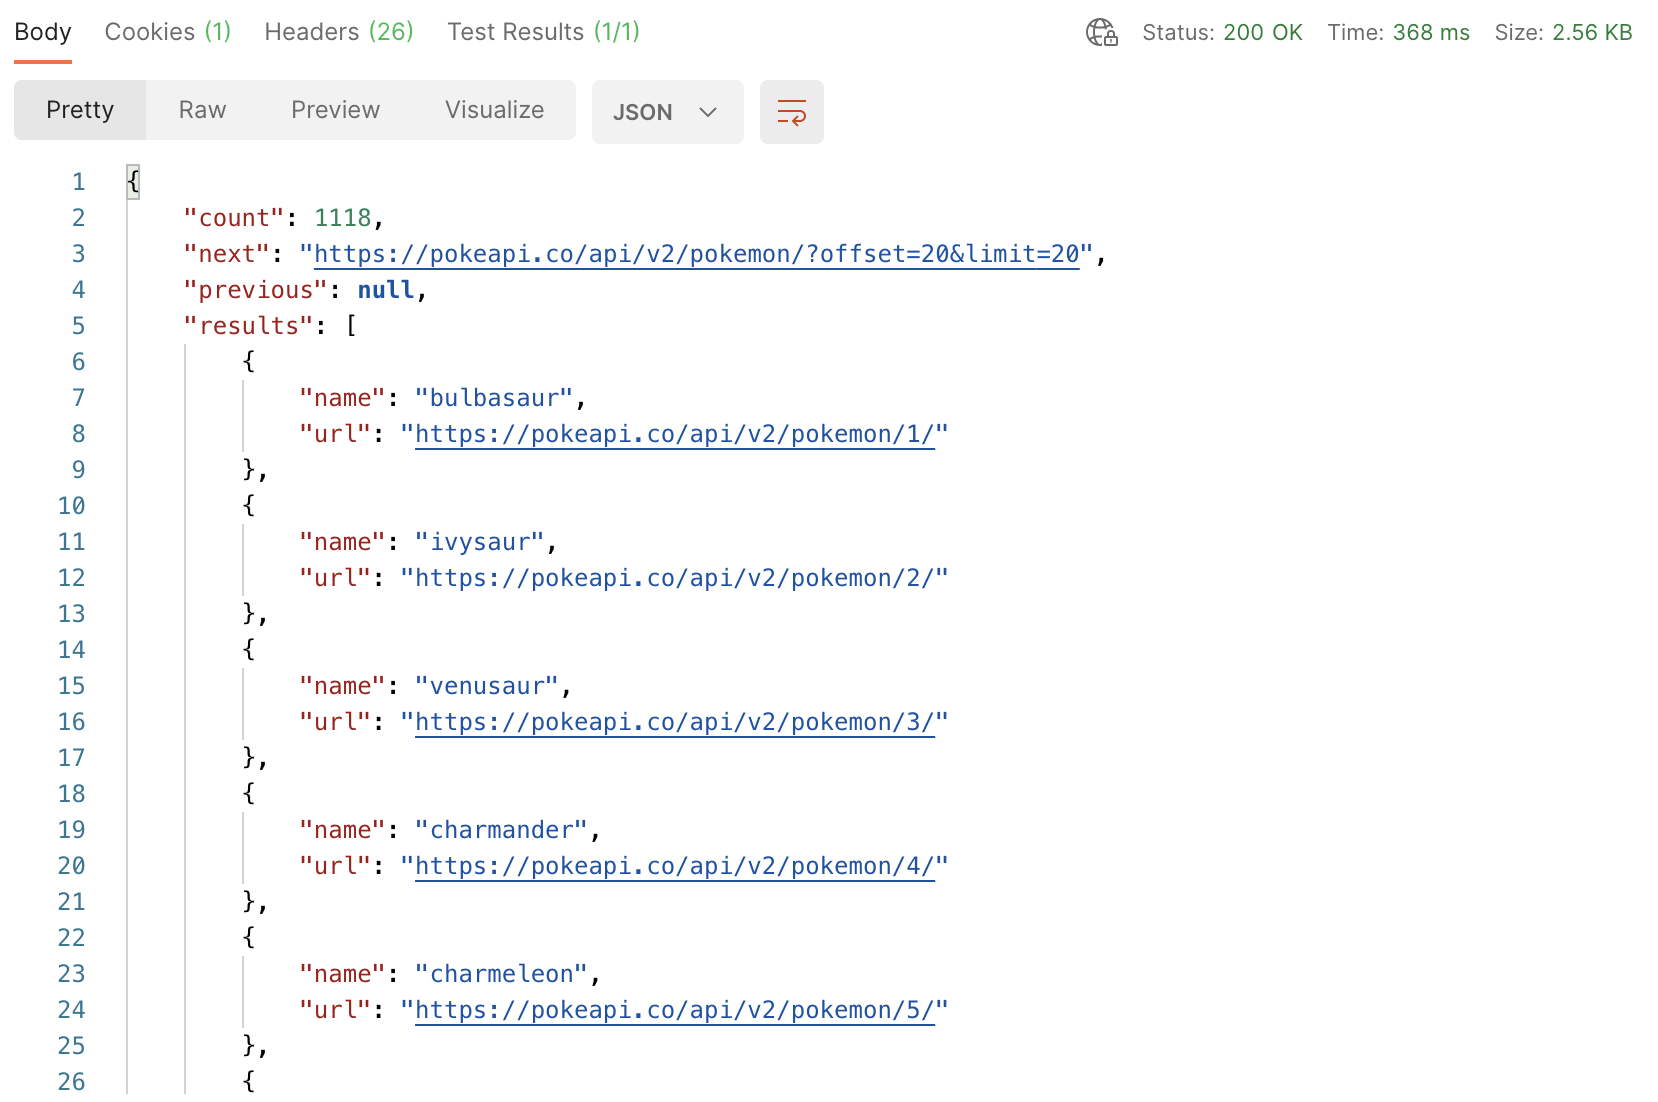 Body Cookies (1) Headers (26) Test Results (1/1) Status: 200 OK Time: 368 ms Size: 2.56 KB
Pretty Raw Preview Visualize JSON
1 {
2 "count": 1118,
3 "next": "https://pokeapi.co/api/v2/pokemon/?offset=20&limit=20",
4 "previous": null,
5 "results": [
6 {
7 "name": "bulbasaur",
8 "url": "https://pokeapi.co/api/v2/pokemon/1/"
9 },
10 {
11 "name": "ivysaur",
12 "url": "https://pokeapi.co/api/v2/pokemon/2/"
13 },
14 {
15 "name": "venusaur",
16 "url": "https://pokeapi.co/api/v2/pokemon/3/"
17 },
18 {
19 "name": "charmander",
20 "url": "https://pokeapi.co/api/v2/pokemon/4/"
21 },
22 {
23 "name": "charmeleon",
24 "url": "https://pokeapi.co/api/v2/pokemon/5/"
25 },
26 {